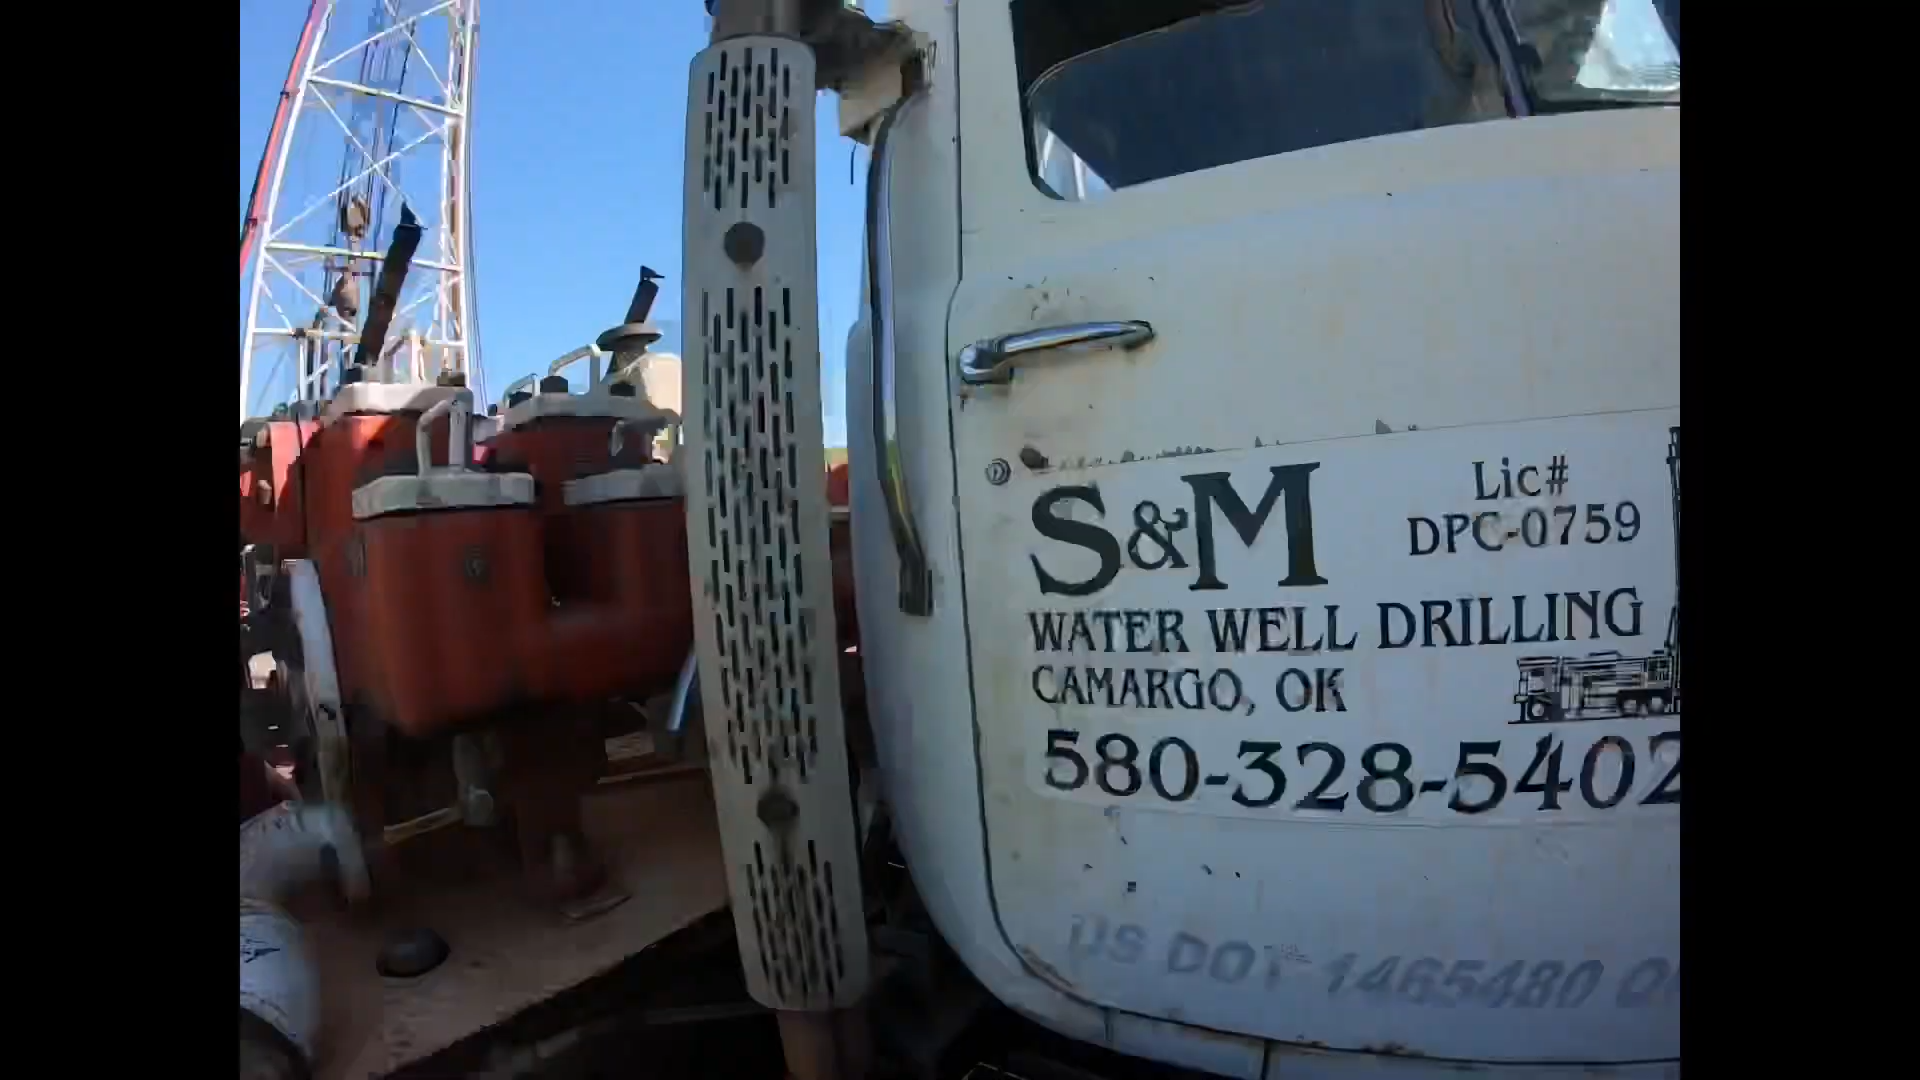 S&M
Lic#
DPC-0759
WATER WELL DRILLING
CAMARGO, OK
580-328-5402
US DOT 1465480